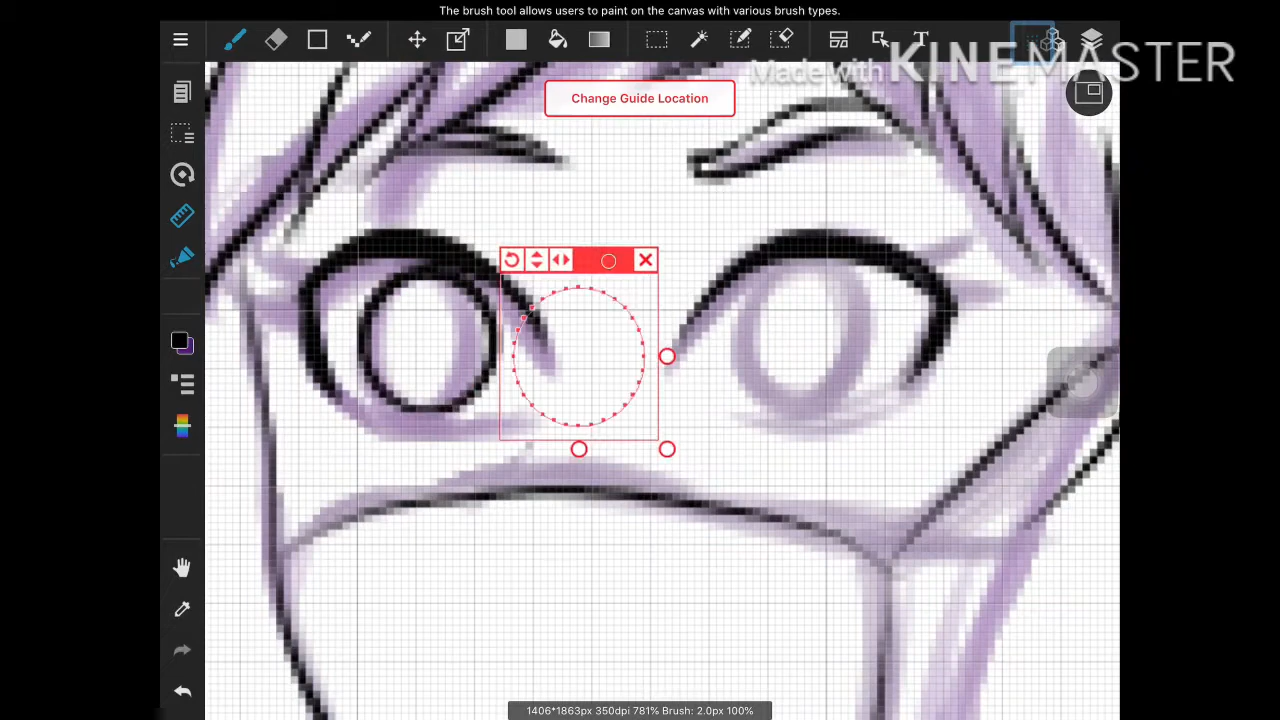 The brush tool allows users to paint on the canvas with various brush types.
Made with KINEMASTER
Change Guide Location
1406*1863px 350dpi 781% Brush: 2.0px 100%